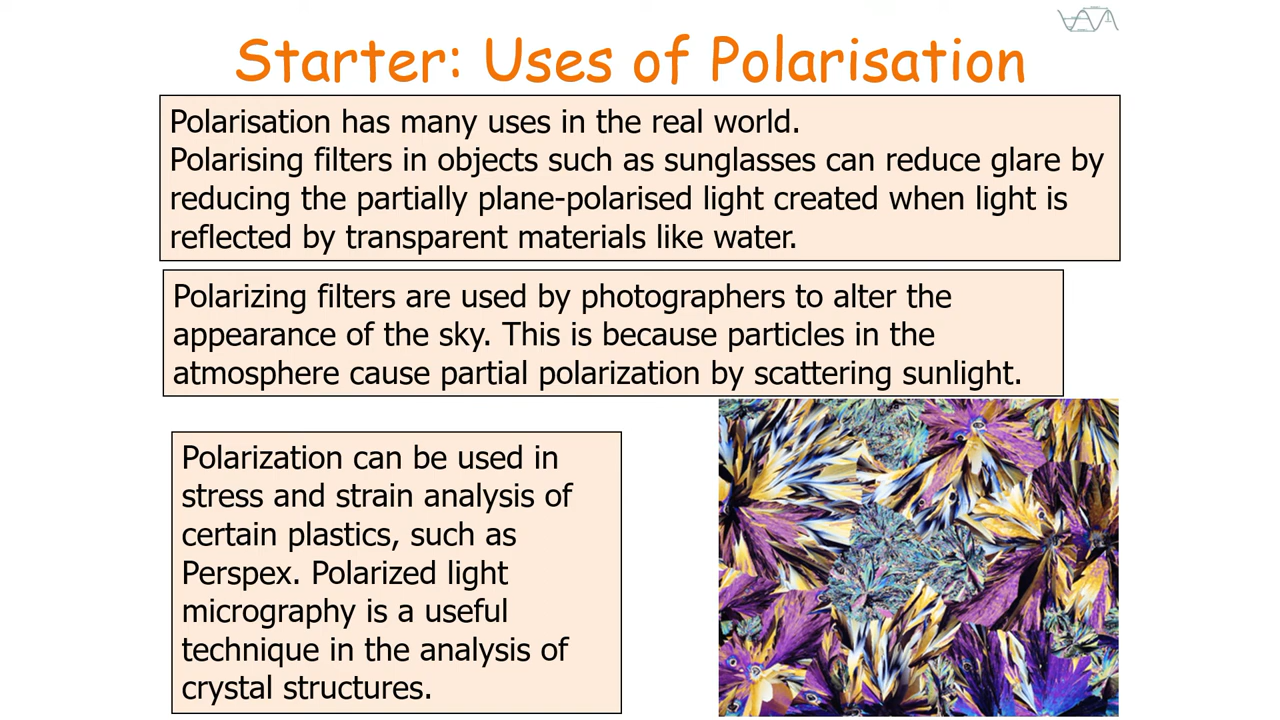 Starter: Uses of Polarisation
Polarisation has many uses in the real world.
Polarising filters in objects such as sunglasses can reduce glare by
reducing the partially plane-polarised light created when light is
reflected by transparent materials like water.
Polarizing filters are used by photographers to alter the
appearance of the sky. This is because particles in the
atmosphere cause partial polarization by scattering sunlight.
Polarization can be used in
stress and strain analysis of
certain plastics, such as
Perspex. Polarized light
micrography is a useful
technique in the analysis of
crystal structures.